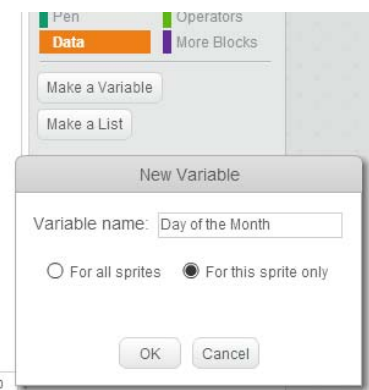 Pen Operators
Data More Blocks
Make a Variable
Make a List
New Variable
Variable name: Day of the Month
For all sprites For this sprite only
OK Cancel